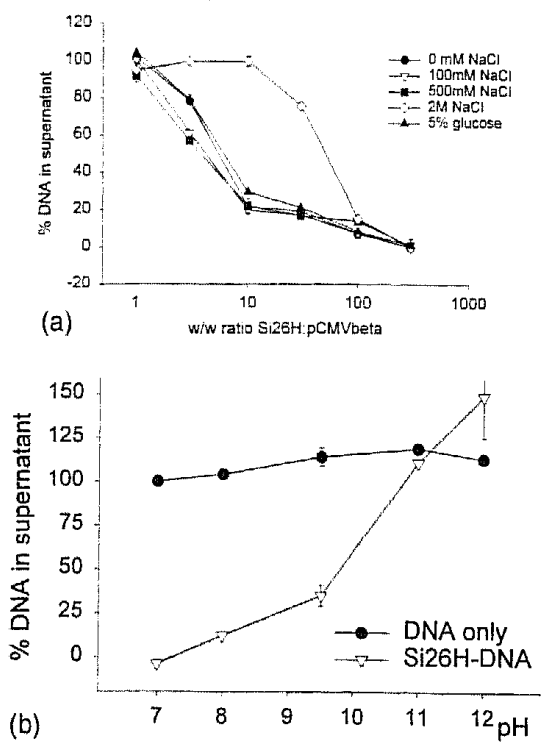 120
100
80
60
40
20
0
-20
% DNA in supernatant
0 mM NaCl
100mM NaCl
500mM NaCl
2M NaCl
5% glucose
1
10
100
1000
(a)
w/w ratio Si26H:pCMVbeta
150
125
100
75
50
25
0
% DNA in supernatant
DNA only
Si26H-DNA
7
8
9
10
11
12
pH
(b)